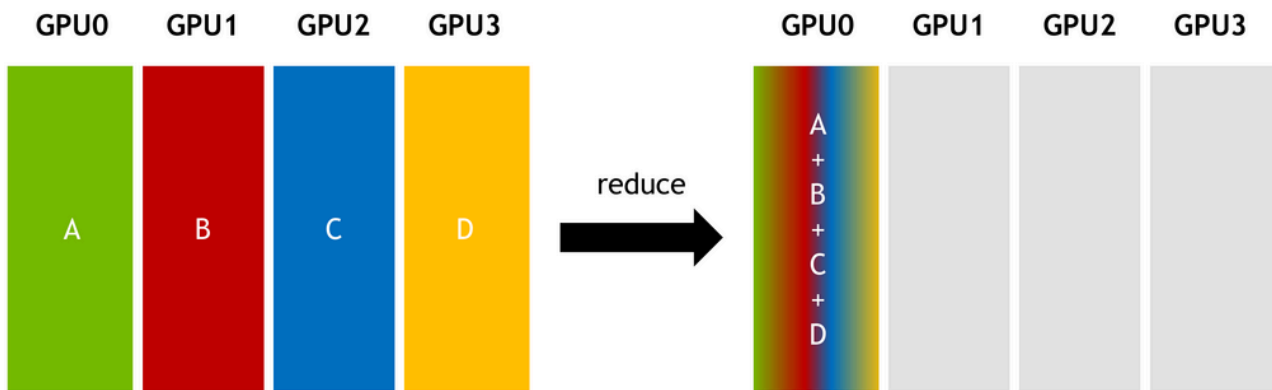 GPU0 GPU1 GPU2 GPU3 GPU0 GPU1 GPU2 GPU3
A B C D
reduce
A
+
B
+
C
+
D